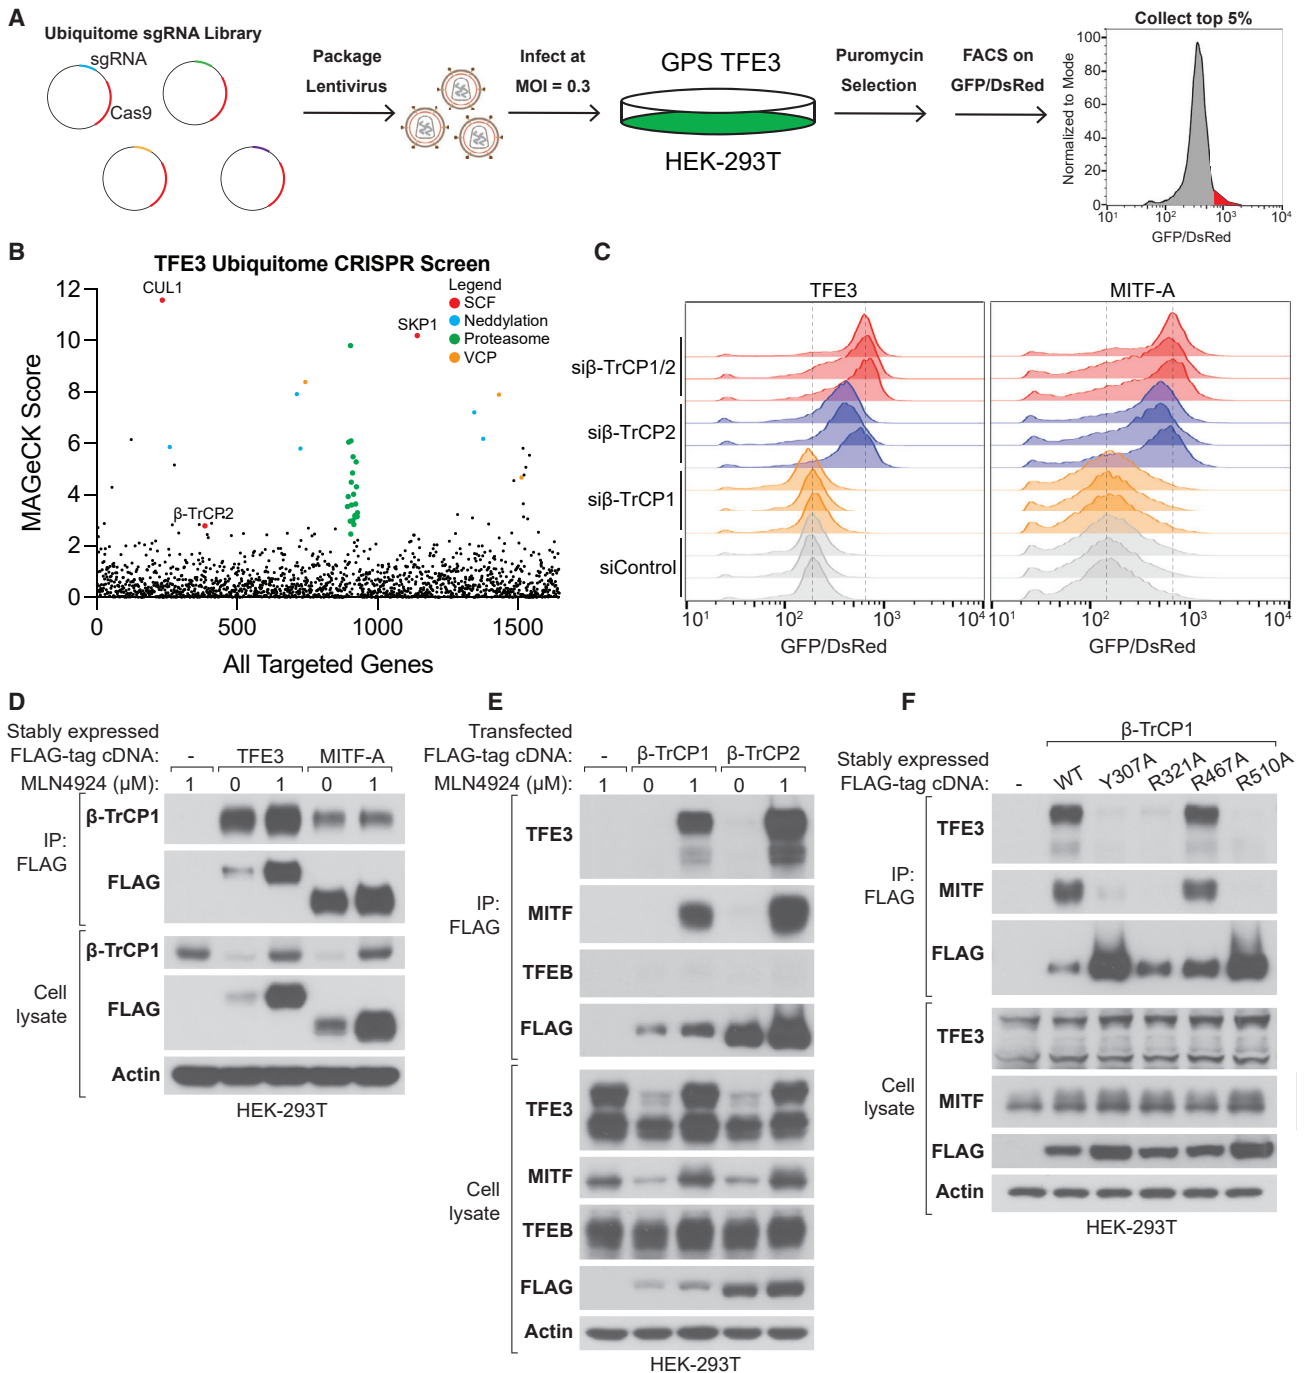 A
Ubiquitome sgRNA Library
sgRNA
Cas9
Package
Lentivirus
Infect at
MOI = 0.3
GPS TFE3
HEK-293T
Puromycin
Selection
FACS on
GFP/DsRed
Collect top 5%
Normalized to Mode
100
80
60
40
20
0
10¹ 10² 10³ 10⁴
GFP/DsRed
B
TFE3 Ubiquitome CRISPR Screen
MAGeCK Score
12
10
8
6
4
2
0
0 500 1000 1500
All Targeted Genes
CUL1
SKP1
β-TrCP2
Legend
SCF
Neddylation
Proteasome
VCP
C
TFE3 MITF-A
siβ-TrCP1/2
siβ-TrCP2
siβ-TrCP1
siControl
10¹ 10² 10³ 10⁴ 10¹ 10² 10³ 10⁴
GFP/DsRed GFP/DsRed
D
Stably expressed
FLAG-tag cDNA: - TFE3 MITF-A
MLN4924 (μM): 1 0 1 0 1
IP:
FLAG
β-TrCP1
FLAG
Cell
lysate
β-TrCP1
FLAG
Actin
HEK-293T
E
Transfected
FLAG-tag cDNA: - β-TrCP1 β-TrCP2
MLN4924 (μM): 1 0 1 0 1
IP:
FLAG
TFE3
MITF
TFEB
FLAG
Cell
lysate
TFE3
MITF
TFEB
FLAG
Actin
HEK-293T
F
β-TrCP1
Stably expressed
FLAG-tag cDNA: - WT Y307A R321A R467A R510A
IP:
FLAG
TFE3
MITF
FLAG
Cell
lysate
TFE3
MITF
FLAG
Actin
HEK-293T